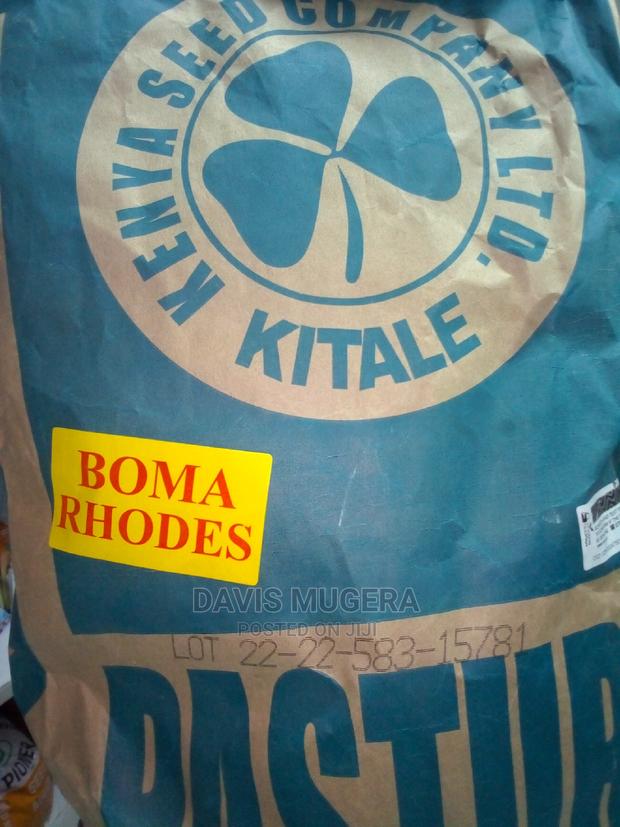 KENYA SEED COMPANY LTD.
KITALE
BOMA
RHODES
DAVIS MUGERA
POSTED ON JIJI
LOT 22-22-583-15781
PASTUR